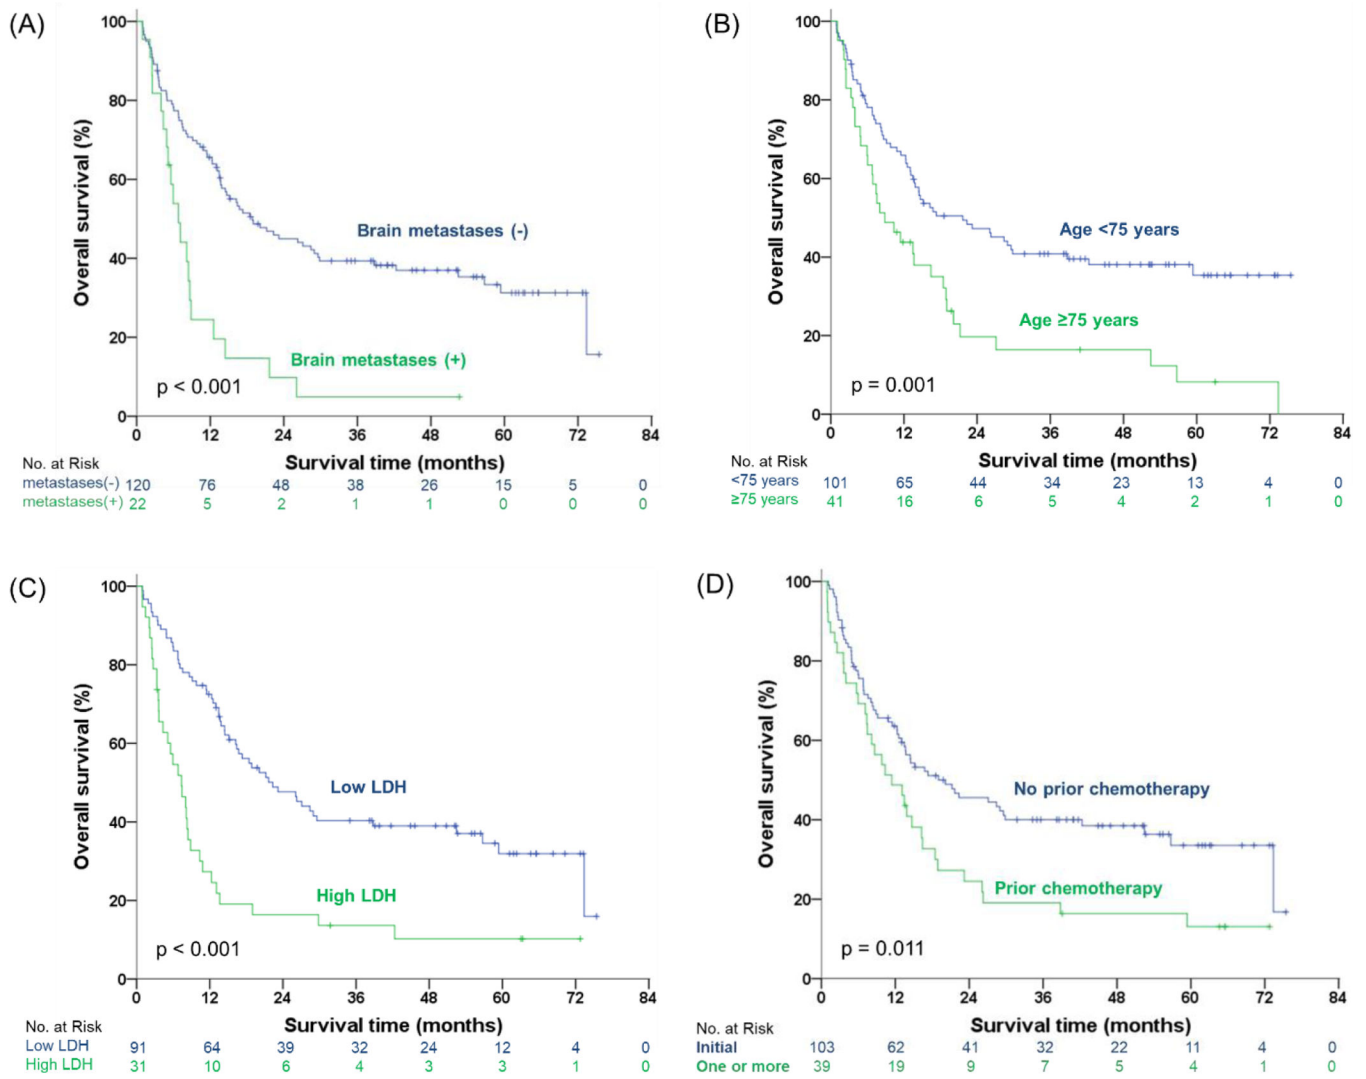 (A)
100
80
60
40
20
0
Overall survival (%)
Brain metastases (-)
Brain metastases (+)
p < 0.001
0 12 24 36 48 60 72 84
Survival time (months)
No. at Risk
metastases(-) 120 76 48 38 26 15 5 0
metastases(+) 22 5 2 1 1 0 0 0
(B)
100
80
60
40
20
0
Overall survival (%)
Age <75 years
Age ≥75 years
p = 0.001
0 12 24 36 48 60 72 84
Survival time (months)
No. at Risk
<75 years 101 65 44 34 23 13 4 0
≥75 years 41 16 6 5 4 2 1 0
(C)
100
80
60
40
20
0
Overall survival (%)
Low LDH
High LDH
p < 0.001
0 12 24 36 48 60 72 84
Survival time (months)
No. at Risk
Low LDH 91 64 39 32 24 12 4 0
High LDH 31 10 6 4 3 3 1 0
(D)
100
80
60
40
20
0
Overall survival (%)
No prior chemotherapy
Prior chemotherapy
p = 0.011
0 12 24 36 48 60 72 84
Survival time (months)
No. at Risk
Initial 103 62 41 32 22 11 4 0
One or more 39 19 9 7 5 4 1 0